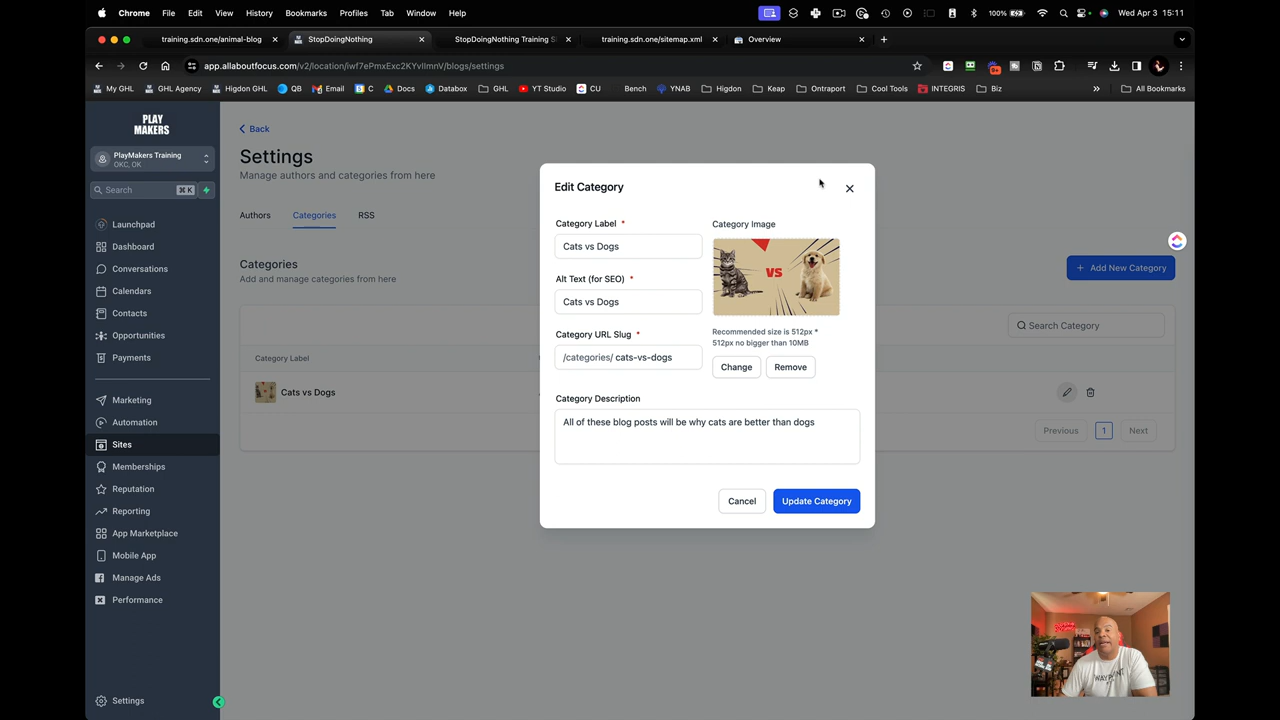 Chrome File Edit View History Bookmarks Profiles Tab Window Help
100% Wed Apr 3 15:11
training.sdn.one/animal-blog
StopDoingNothing
StopDoingNothing Training S
training.sdn.one/sitemap.xml
Overview
app.allaboutfocus.com/v2/location/iwf7ePmxExc2KYvIImnV/blogs/settings
My GHL GHL Agency Higdon GHL QB Email C Docs Databox GHL YT Studio CU Bench YNAB Higdon Keap Ontraport Cool Tools INTEGRIS Biz All Bookmarks
PLAY
MAKERS
PlayMakers Training
OKC, OK
Search ⌘ K
Launchpad
Dashboard
Conversations
Calendars
Contacts
Opportunities
Payments
Marketing
Automation
Sites
Memberships
Reputation
Reporting
App Marketplace
Mobile App
Manage Ads
Performance
Settings
Back
Settings
Manage authors and categories from here
Authors Categories RSS
Categories
Add and manage categories from here
+ Add New Category
Search Category
Category Label
Cats vs Dogs
Previous 1 Next
Edit Category
Category Label *
Cats vs Dogs
Alt Text (for SEO) *
Cats vs Dogs
Category URL Slug *
/categories/ cats-vs-dogs
Category Image
VS
Recommended size is 512px *
512px no bigger than 10MB
Change Remove
Category Description
All of these blog posts will be why cats are better than dogs
Cancel Update Category
WAYPOINT